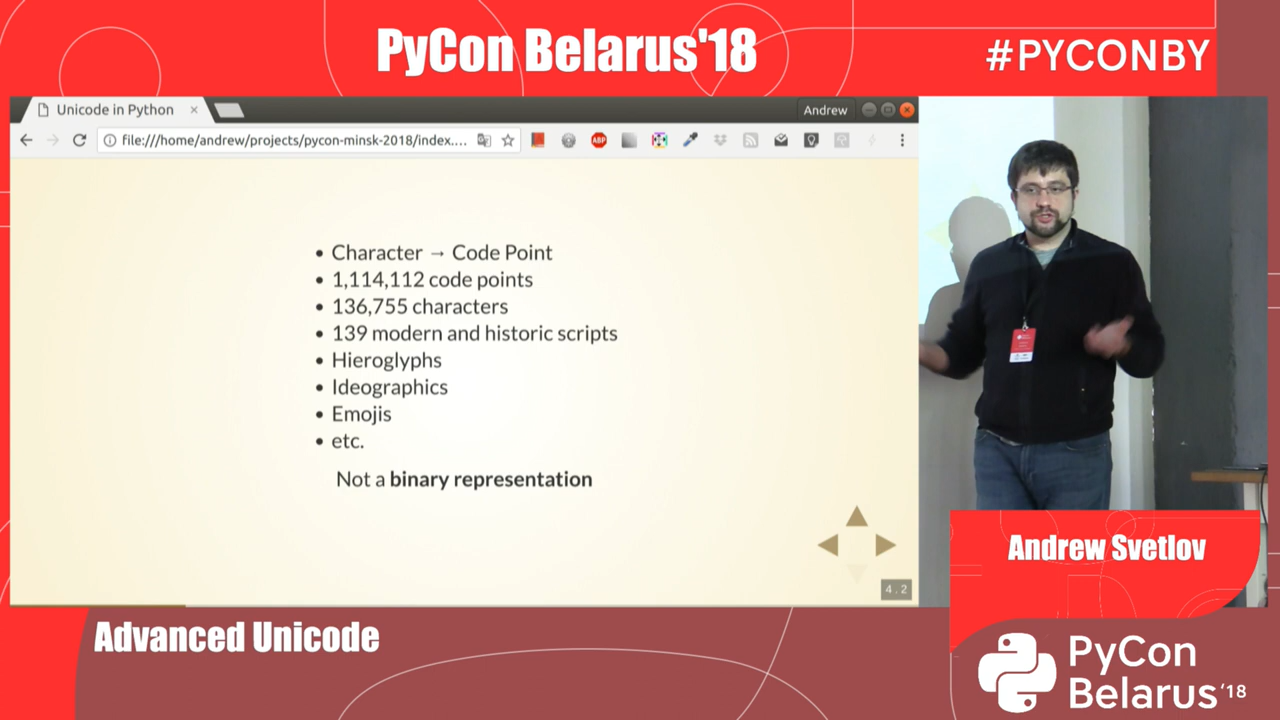 PyCon Belarus'18
#PYCONBY
Unicode in Python
Andrew
file:///home/andrew/projects/pycon-minsk-2018/index....
ABP
• Character → Code Point
• 1,114,112 code points
• 136,755 characters
• 139 modern and historic scripts
• Hieroglyphs
• Ideographics
• Emojis
• etc.
Not a binary representation
4.2
Andrew Svetlov
Advanced Unicode
PyCon
Belarus'18